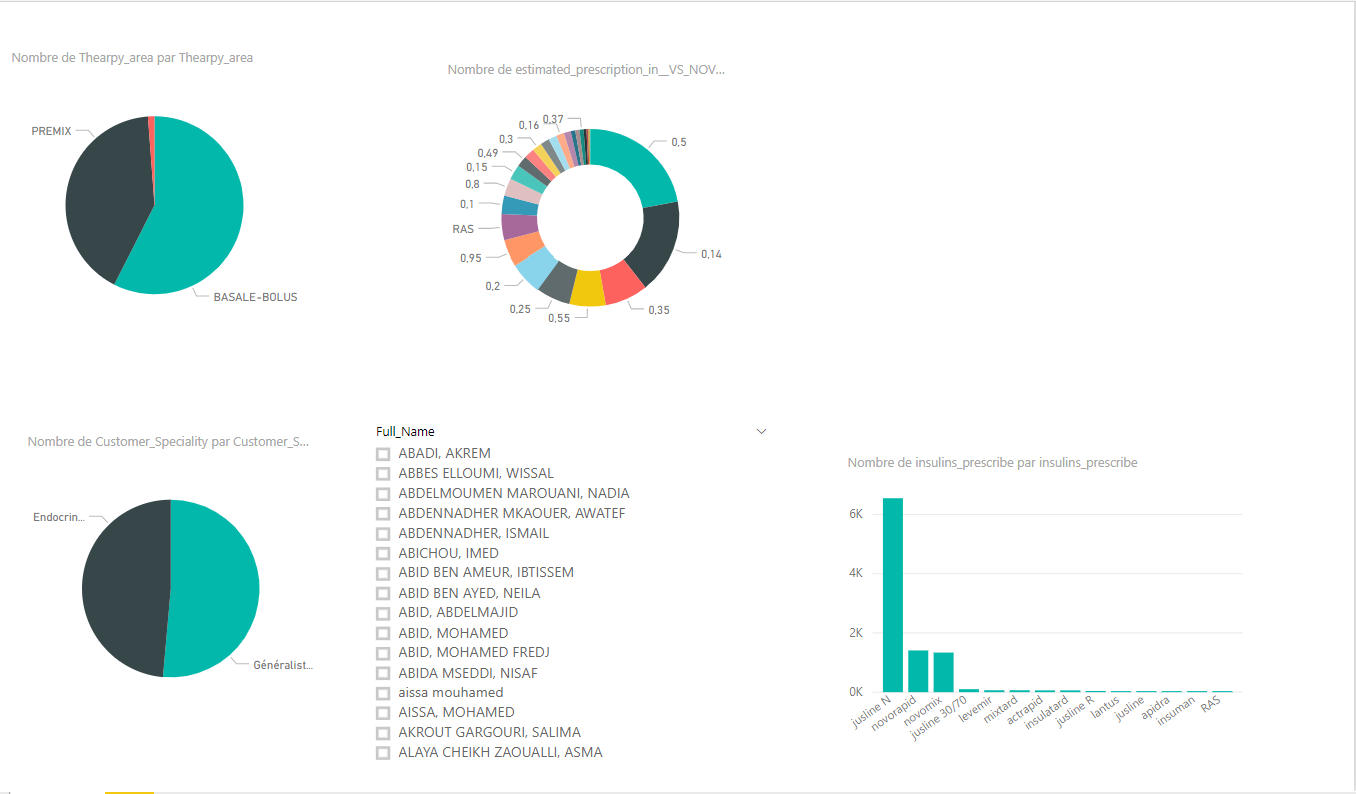 Nombre de Thearpy_area par Thearpy_area
PREMIX
BASALE-BOLUS
Nombre de estimated_prescription_in__VS_NOV...
0,37
0,16
0,3
0,49
0,15
0,8
0,1
RAS
0,95
0,2
0,25
0,55
0,35
0,14
0,5
Nombre de Customer_Speciality par Customer_S...
Endocrin...
Généralist...
Full_Name
ABADI, AKREM
ABBES ELLOUMI, WISSAL
ABDELMOUMEN MAROUANI, NADIA
ABDENNADHER MKAOUER, AWATEF
ABDENNADHER, ISMAIL
ABICHOU, IMED
ABID BEN AMEUR, IBTISSEM
ABID BEN AYED, NEILA
ABID, ABDELMAJID
ABID, MOHAMED
ABID, MOHAMED FREDJ
ABIDA MSEDDI, NISAF
aissa mouhamed
AISSA, MOHAMED
AKROUT GARGOURI, SALIMA
ALAYA CHEIKH ZAOUALLI, ASMA
Nombre de insulins_prescribe par insulins_prescribe
6K
4K
2K
0K
jusline N
novorapid
novomix
jusline 30/70
levemir
mixtard
actrapid
insulatard
jusline R
lantus
jusline
apidra
insuman
RAS